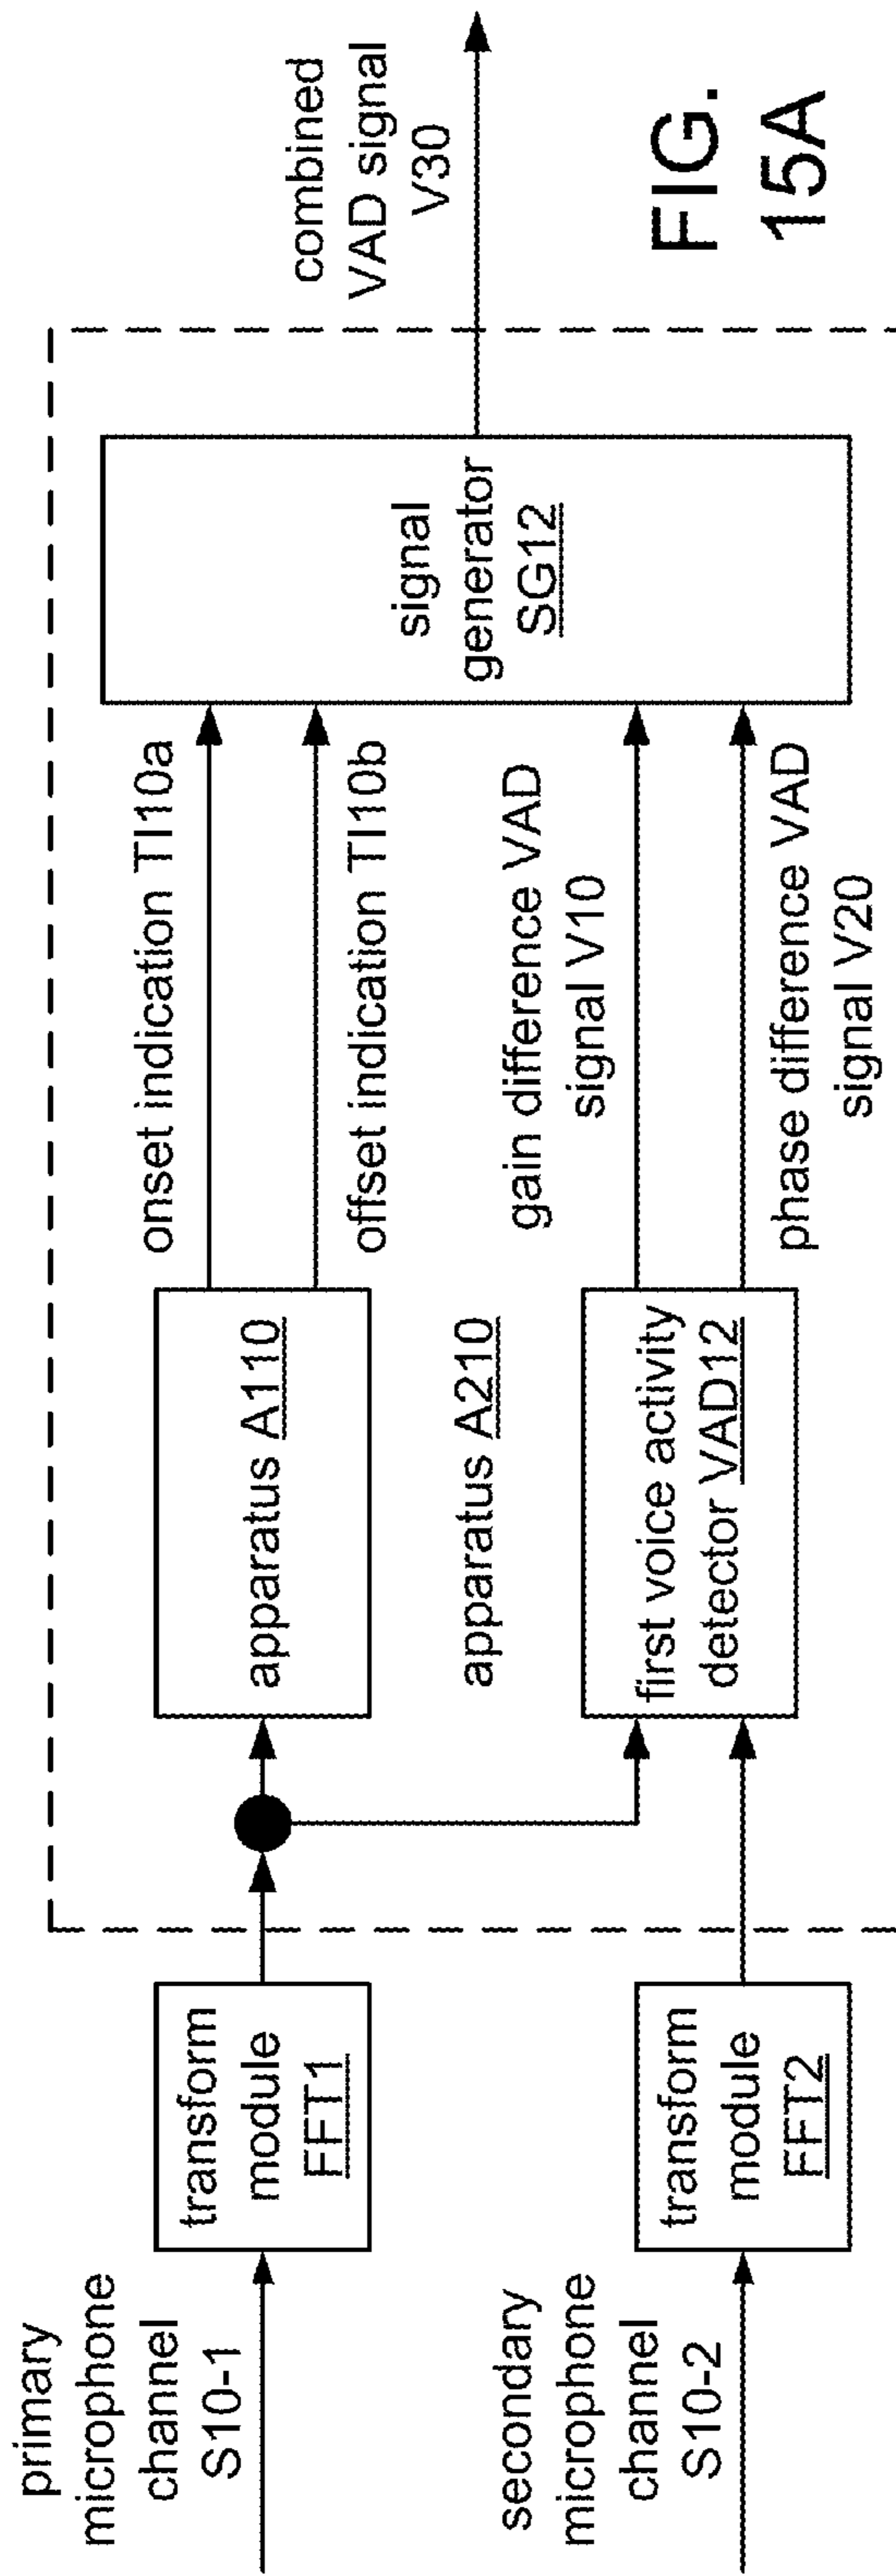 primary
microphone
channel
S10-1
transform
module
FFT1
apparatus A110
onset indication TI10a
offset indication TI10b
secondary
microphone
channel
S10-2
transform
module
FFT2
apparatus A210
first voice activity
detector VAD12
gain difference VAD
signal V10
phase difference VAD
signal V20
signal
generator
SG12
combined
VAD signal
V30
FIG.
15A